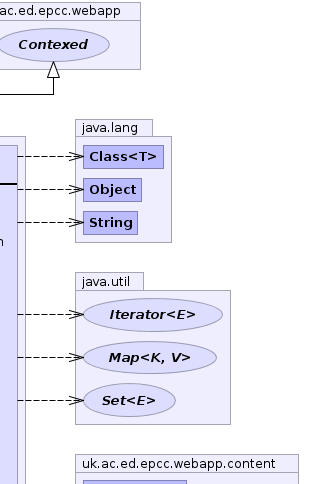 ac.ed.epcc.webapp
Contexed
java.lang
Class<T>
Object
String
n
java.util
Iterator<E>
Map<K, V>
Set<E>
uk.ac.ed.epcc.webapp.content